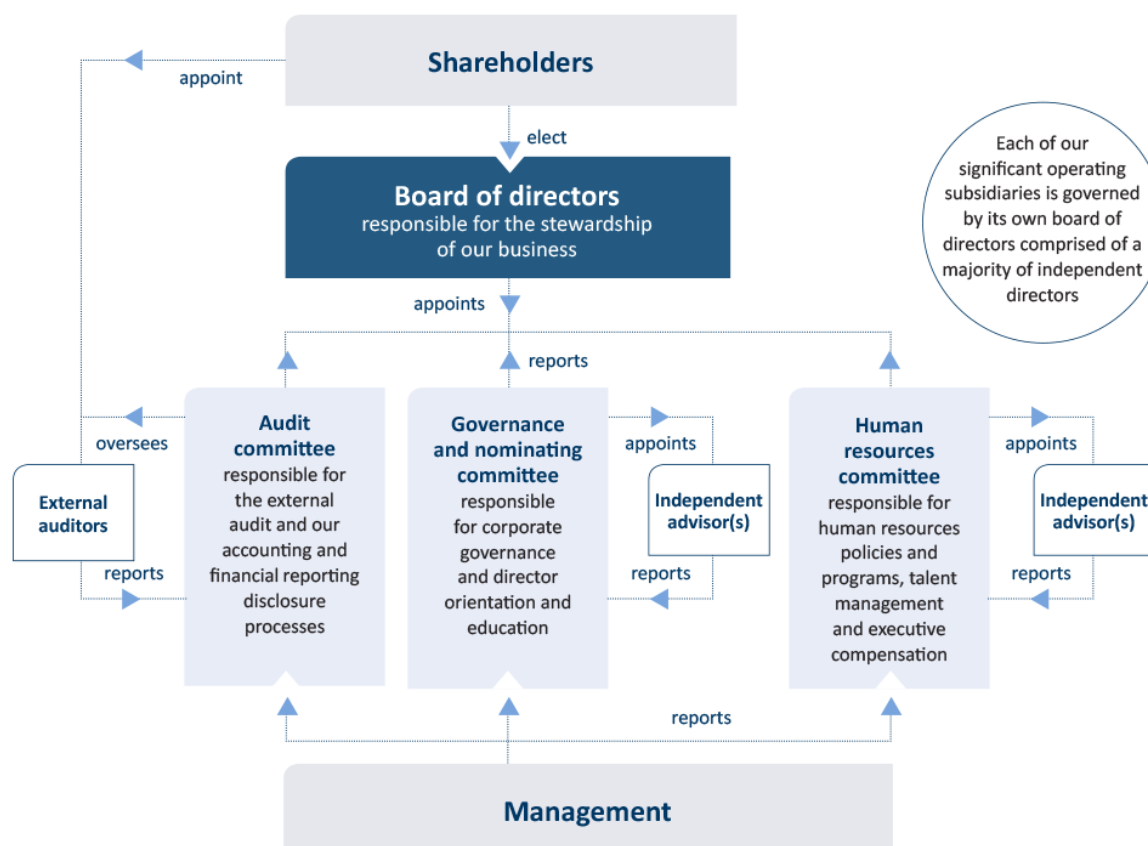 Shareholders
appoint
elect
Board of directors
responsible for the stewardship
of our business
Each of our
significant operating
subsidiaries is governed
by its own board of
directors comprised of a
majority of independent
directors
appoints
reports
Audit
committee
responsible for
the external
audit and our
accounting and
financial reporting
disclosure
processes
oversees
External
auditors
reports
Governance
and nominating
committee
responsible
for corporate
governance
and director
orientation and
education
appoints
Independent
advisor(s)
reports
Human
resources
committee
responsible for
human resources
policies and
programs, talent
management
and executive
compensation
appoints
Independent
advisor(s)
reports
reports
Management